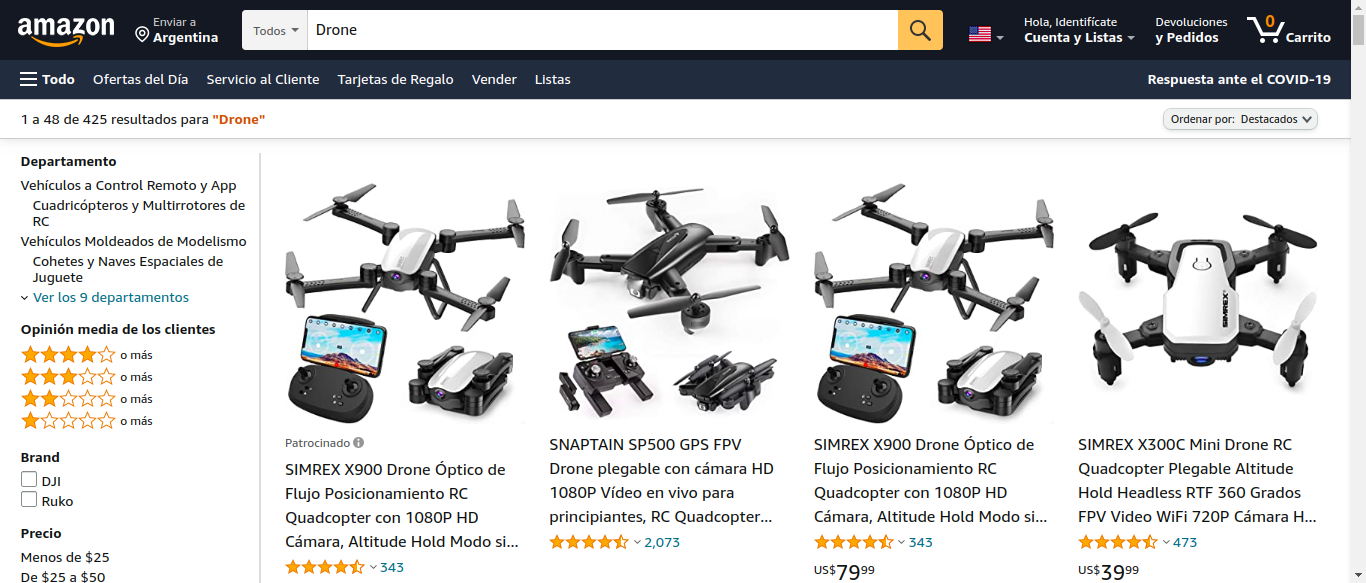 amazon
Enviar a
Argentina
Todos
Drone
Hola, Identifícate
Cuenta y Listas
Devoluciones
y Pedidos
0
Carrito
Todo
Ofertas del Día
Servicio al Cliente
Tarjetas de Regalo
Vender
Listas
Respuesta ante el COVID-19
1 a 48 de 425 resultados para "Drone"
Ordenar por: Destacados
Departamento
Vehículos a Control Remoto y App
Cuadricópteros y Multirrotores de
RC
Vehículos Moldeados de Modelismo
Cohetes y Naves Espaciales de
Juguete
Ver los 9 departamentos
Opinión media de los clientes
o más
o más
o más
o más
Brand
DJI
Ruko
Precio
Menos de $25
De $25 a $50
Patrocinado
SIMREX X900 Drone Óptico de
Flujo Posicionamiento RC
Quadcopter con 1080P HD
Cámara, Altitude Hold Modo si...
343
SNAPTAIN SP500 GPS FPV
Drone plegable con cámara HD
1080P Vídeo en vivo para
principiantes, RC Quadcopter...
2,073
SIMREX X900 Drone Óptico de
Flujo Posicionamiento RC
Quadcopter con 1080P HD
Cámara, Altitude Hold Modo si...
343
US$7999
SIMREX
SIMREX X300C Mini Drone RC
Quadcopter Plegable Altitude
Hold Headless RTF 360 Grados
FPV Video WiFi 720P Cámara H...
473
US$3999